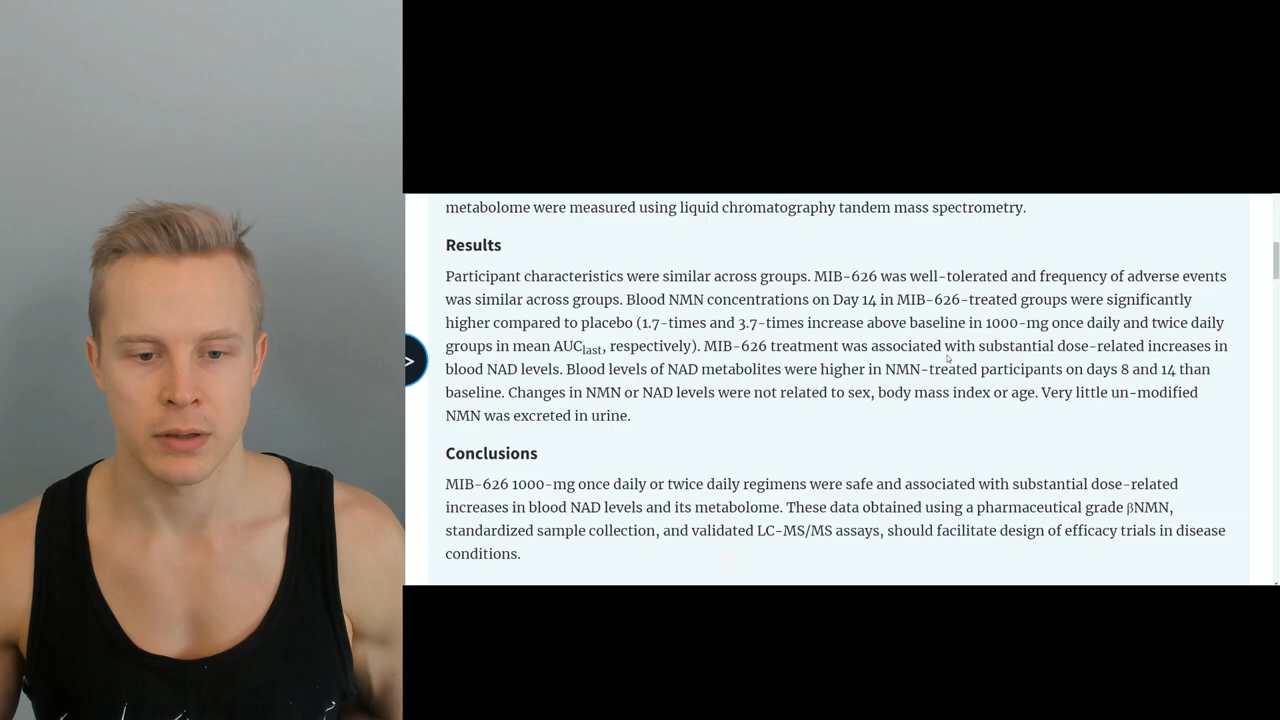 metabolome were measured using liquid chromatography tandem mass spectrometry.
Results
Participant characteristics were similar across groups. MIB-626 was well-tolerated and frequency of adverse events
was similar across groups. Blood NMN concentrations on Day 14 in MIB-626-treated groups were significantly
higher compared to placebo (1.7-times and 3.7-times increase above baseline in 1000-mg once daily and twice daily
groups in mean AUClast, respectively). MIB-626 treatment was associated with substantial dose-related increases in
blood NAD levels. Blood levels of NAD metabolites were higher in NMN-treated participants on days 8 and 14 than
baseline. Changes in NMN or NAD levels were not related to sex, body mass index or age. Very little un-modified
NMN was excreted in urine.
Conclusions
MIB-626 1000-mg once daily or twice daily regimens were safe and associated with substantial dose-related
increases in blood NAD levels and its metabolome. These data obtained using a pharmaceutical grade βNMN,
standardized sample collection, and validated LC-MS/MS assays, should facilitate design of efficacy trials in disease
conditions.